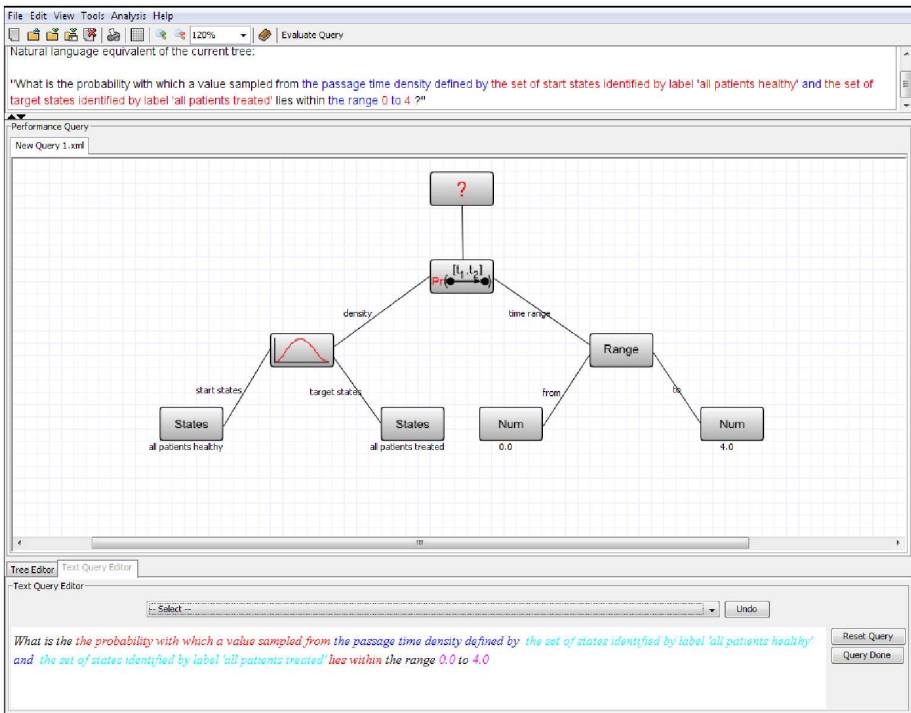 File Edit View Tools Analysis Help
120% Evaluate Query
Natural language equivalent of the current tree:
"What is the probability with which a value sampled from the passage time density defined by the set of start states identified by label 'all patients healthy' and the set of
target states identified by label 'all patients treated' lies within the range 0 to 4 ?"
Performance Query
New Query 1.xml
?
[t1,t2]
Pr( )
density time range
Range
start states target states from to
States States Num Num
all patients healthy all patients treated 0.0 4.0
Tree Editor Text Query Editor
Text Query Editor
-- Select -- Undo
What is the the probability with which a value sampled from the passage time density defined by the set of states identified by label 'all patients healthy'
and the set of states identified by label 'all patients treated' lies within the range 0.0 to 4.0
Reset Query
Query Done